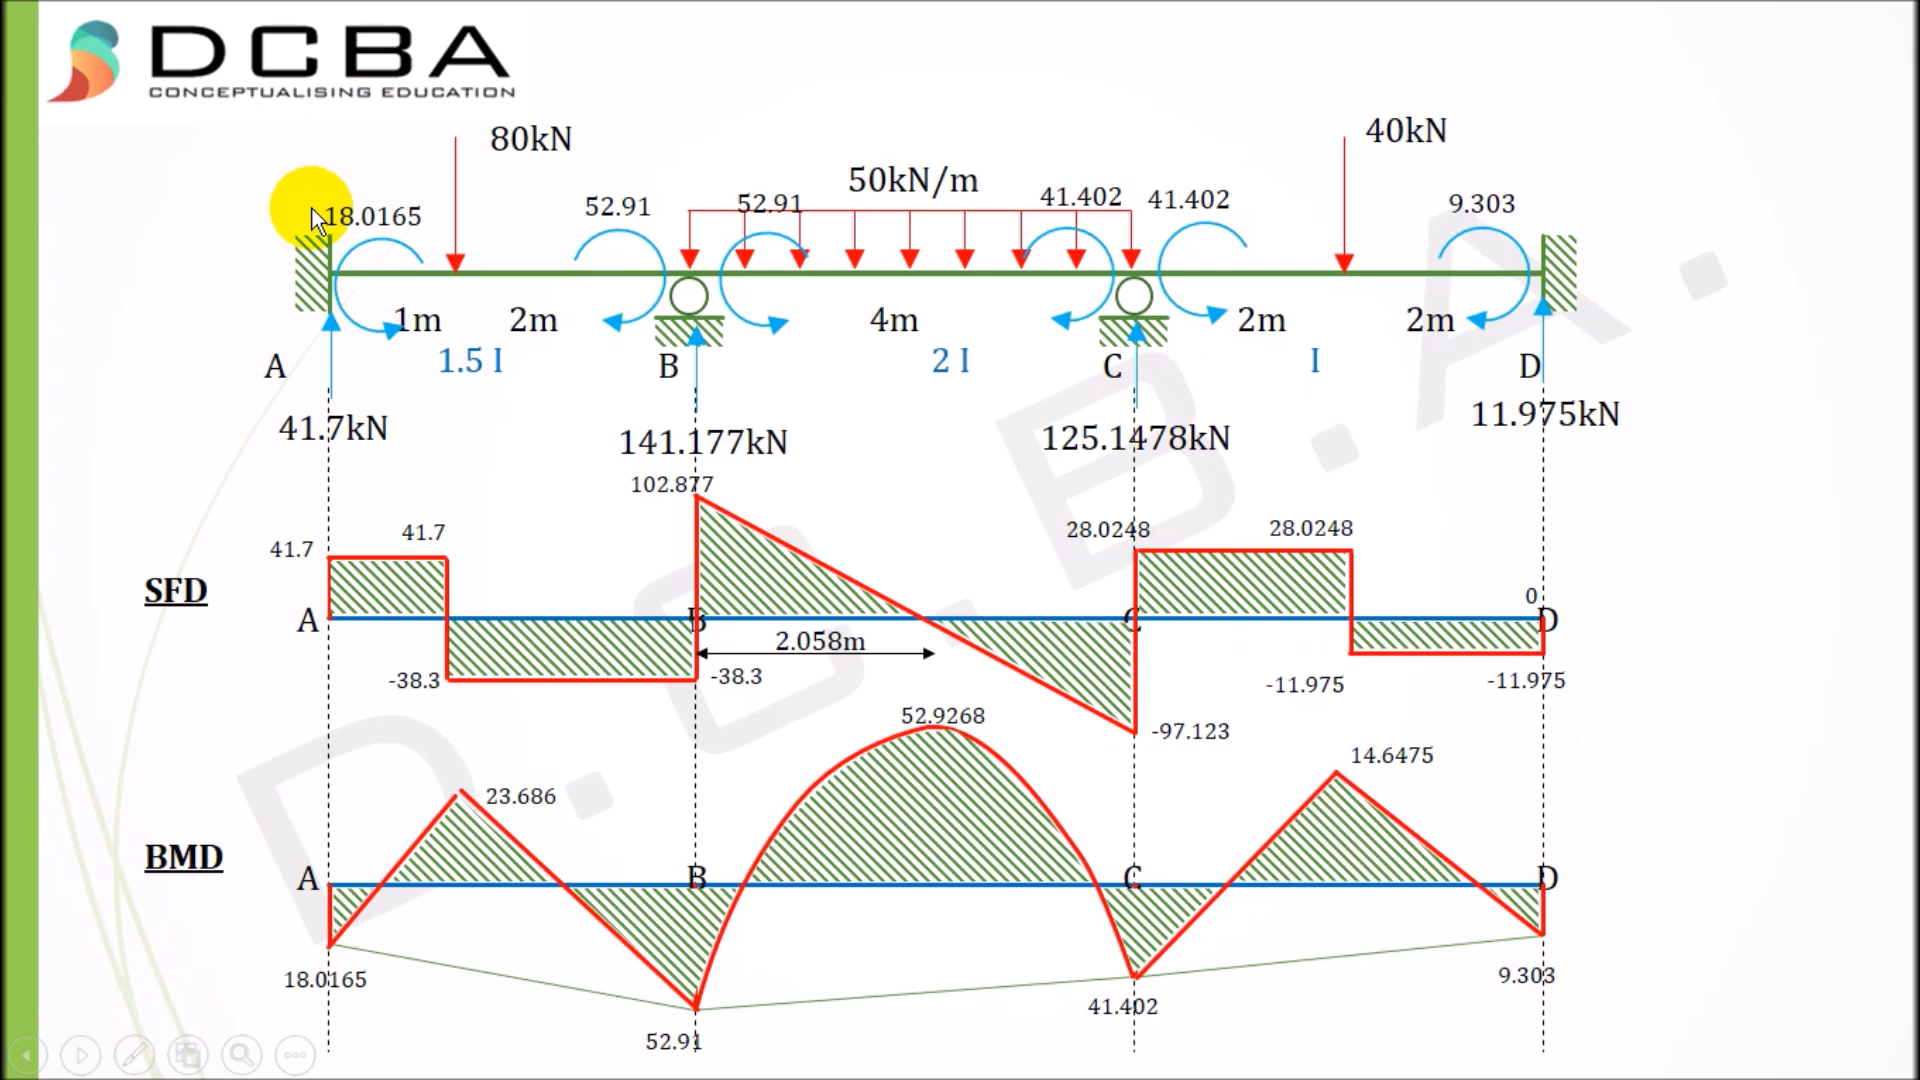 DCBA
CONCEPTUALISING EDUCATION
80kN
40kN
50kN/m
18.0165
52.91
52.91
41.402
41.402
9.303
1m
2m
4m
2m
2m
A
1.5 I
B
2 I
C
I
D
41.7kN
141.177kN
125.1478kN
11.975kN
102.877
41.7
41.7
28.0248
28.0248
SFD
0
A
B
C
D
2.058m
-38.3
-38.3
-11.975
-11.975
-97.123
52.9268
14.6475
23.686
BMD
A
B
C
D
18.0165
9.303
41.402
52.91
D.C.B.A.